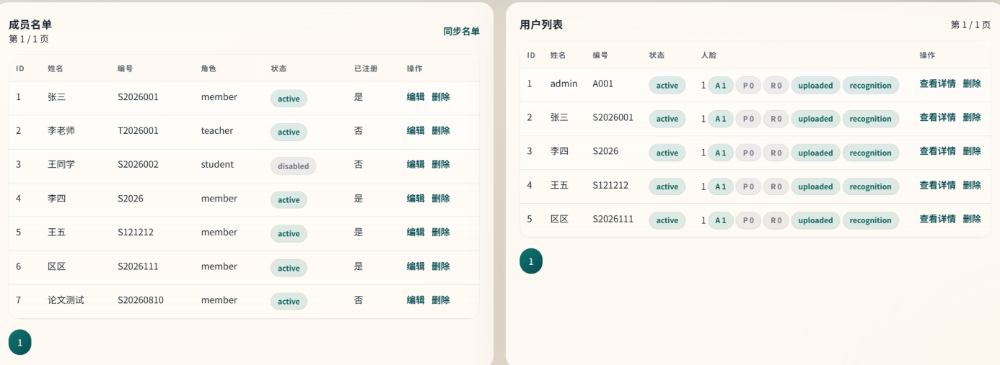 成员名单
第 1 / 1 页
同步名单
ID 姓名 编号 角色 状态 已注册 操作
1 张三 S2026001 member active 是 编辑 删除
2 李老师 T2026001 teacher active 否 编辑 删除
3 王同学 S2026002 student disabled 否 编辑 删除
4 李四 S2026 member active 是 编辑 删除
5 王五 S121212 member active 是 编辑 删除
6 区区 S2026111 member active 是 编辑 删除
7 论文测试 S20260810 member active 否 编辑 删除
1
用户列表
第 1 / 1 页
ID 姓名 编号 状态 人脸 操作
1 admin A001 active 1 A 1 P 0 R 0 uploaded recognition 查看详情 删除
2 张三 S2026001 active 1 A 1 P 0 R 0 uploaded recognition 查看详情 删除
3 李四 S2026 active 1 A 1 P 0 R 0 uploaded recognition 查看详情 删除
4 王五 S121212 active 1 A 1 P 0 R 0 uploaded recognition 查看详情 删除
5 区区 S2026111 active 1 A 1 P 0 R 0 uploaded recognition 查看详情 删除
1